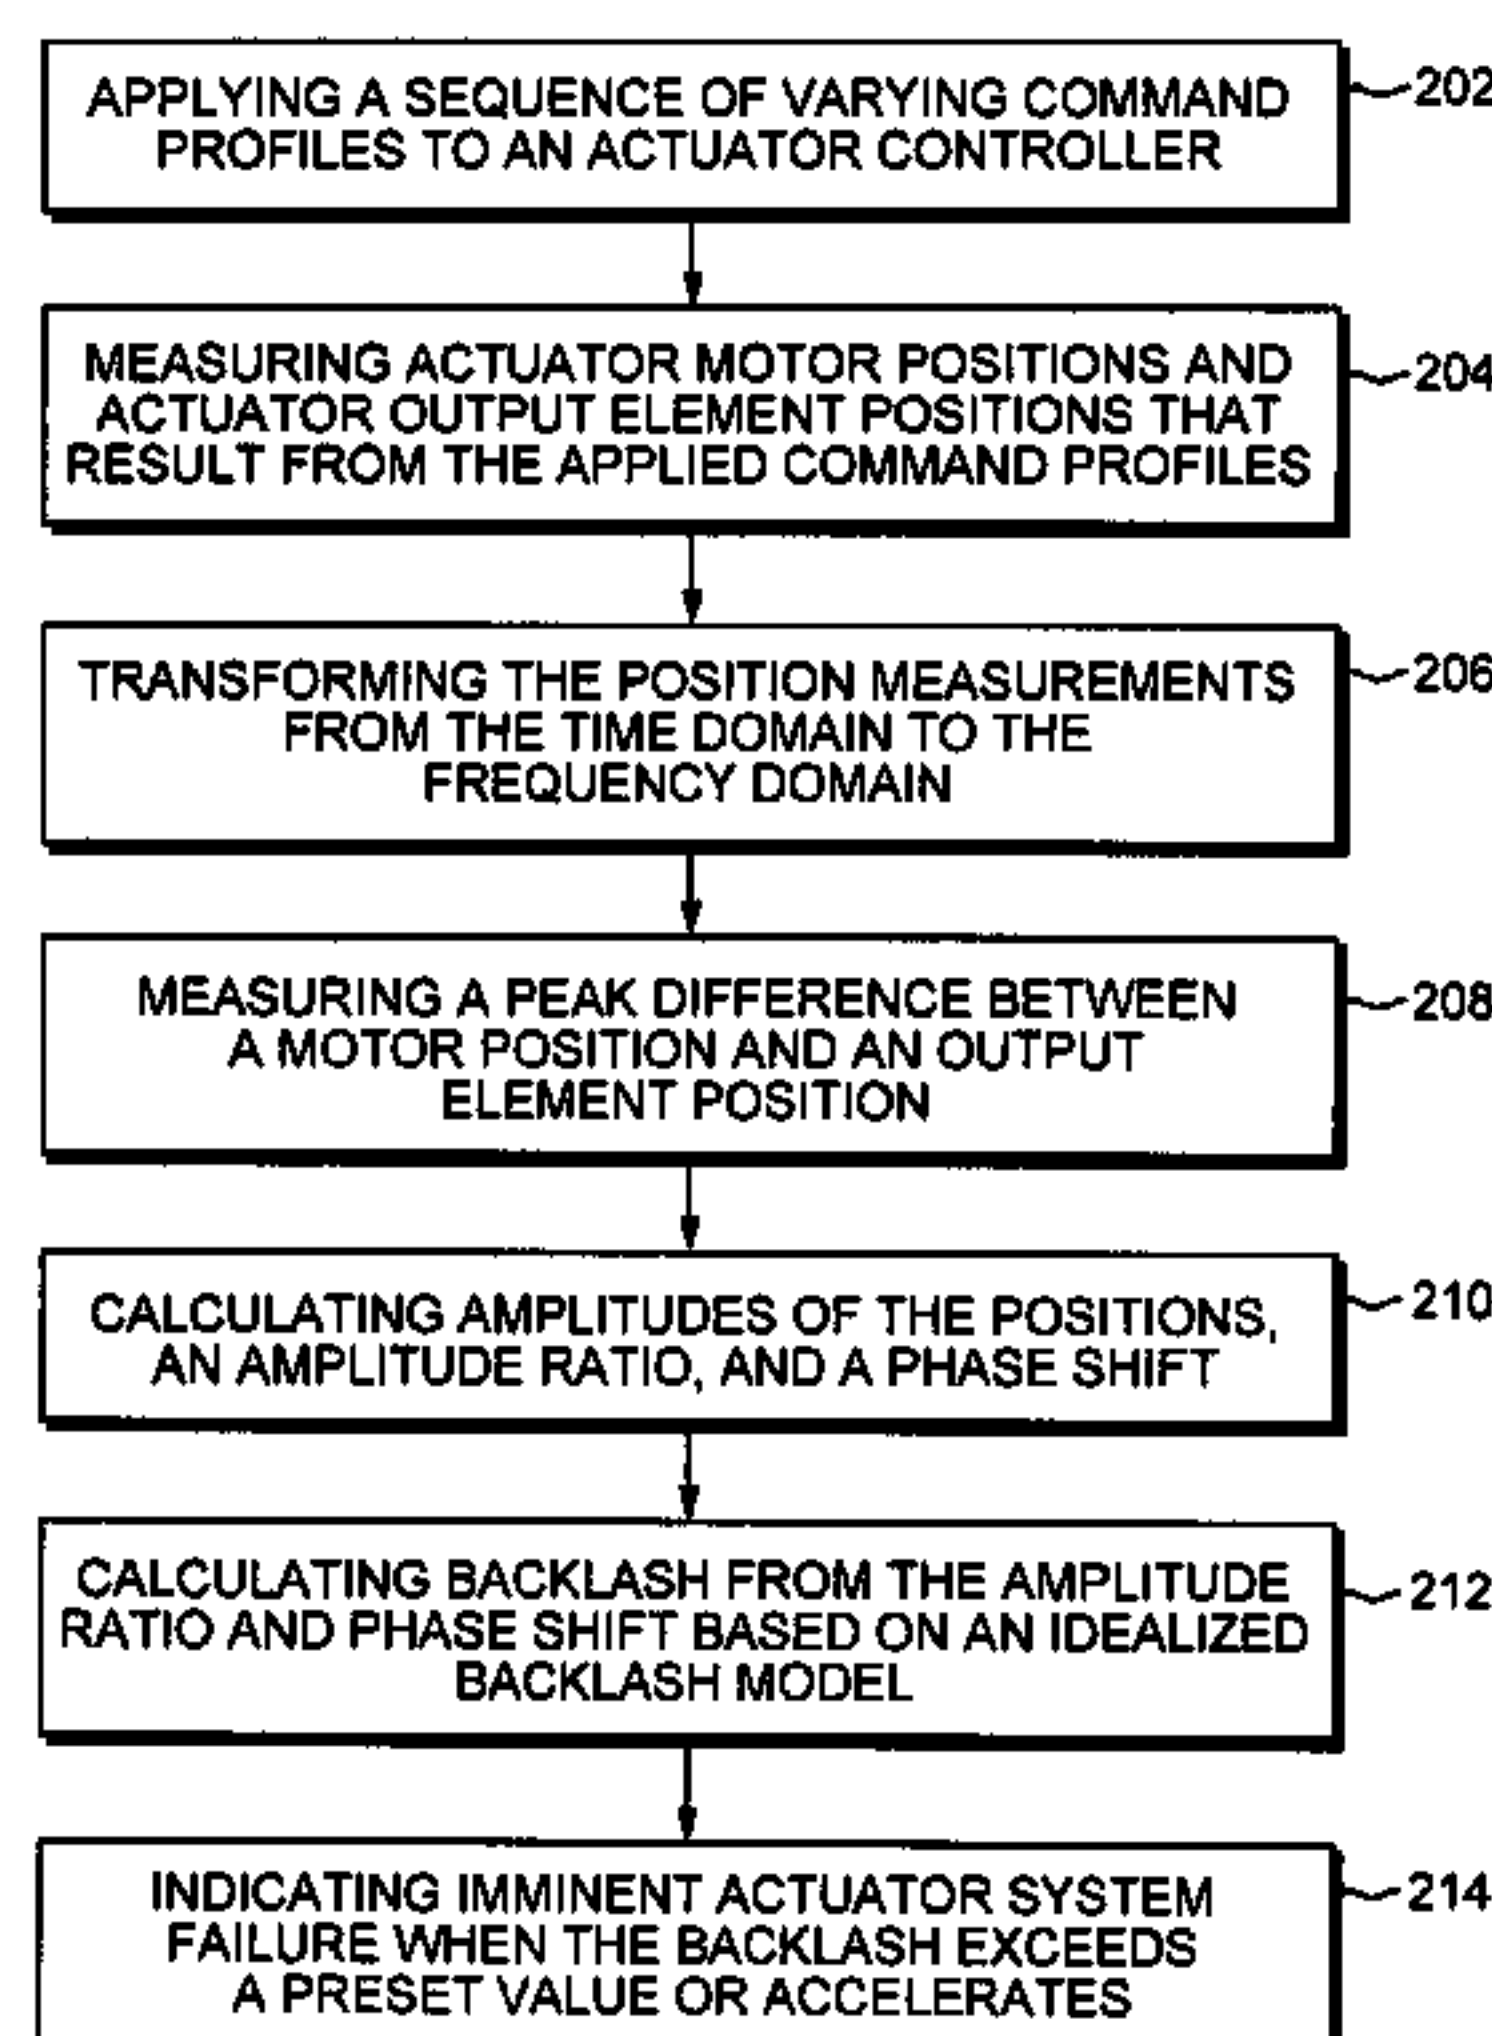 APPLYING A SEQUENCE OF VARYING COMMAND
PROFILES TO AN ACTUATOR CONTROLLER
202
MEASURING ACTUATOR MOTOR POSITIONS AND
ACTUATOR OUTPUT ELEMENT POSITIONS THAT
RESULT FROM THE APPLIED COMMAND PROFILES
204
TRANSFORMING THE POSITION MEASUREMENTS
FROM THE TIME DOMAIN TO THE
FREQUENCY DOMAIN
206
MEASURING A PEAK DIFFERENCE BETWEEN
A MOTOR POSITION AND AN OUTPUT
ELEMENT POSITION
208
CALCULATING AMPLITUDES OF THE POSITIONS,
AN AMPLITUDE RATIO, AND A PHASE SHIFT
210
CALCULATING BACKLASH FROM THE AMPLITUDE
RATIO AND PHASE SHIFT BASED ON AN IDEALIZED
BACKLASH MODEL
212
INDICATING IMMINENT ACTUATOR SYSTEM
FAILURE WHEN THE BACKLASH EXCEEDS
A PRESET VALUE OR ACCELERATES
214